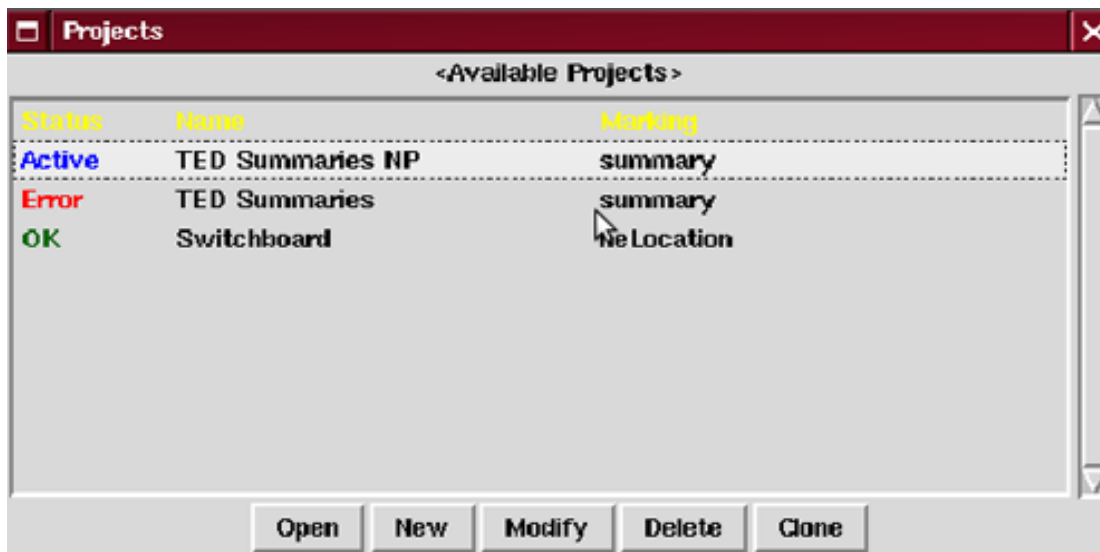 Projects
<Available Projects>
Status Name Marking
Active TED Summaries NP summary
Error TED Summaries summary
OK Switchboard NeLocation
Open New Modify Delete Clone